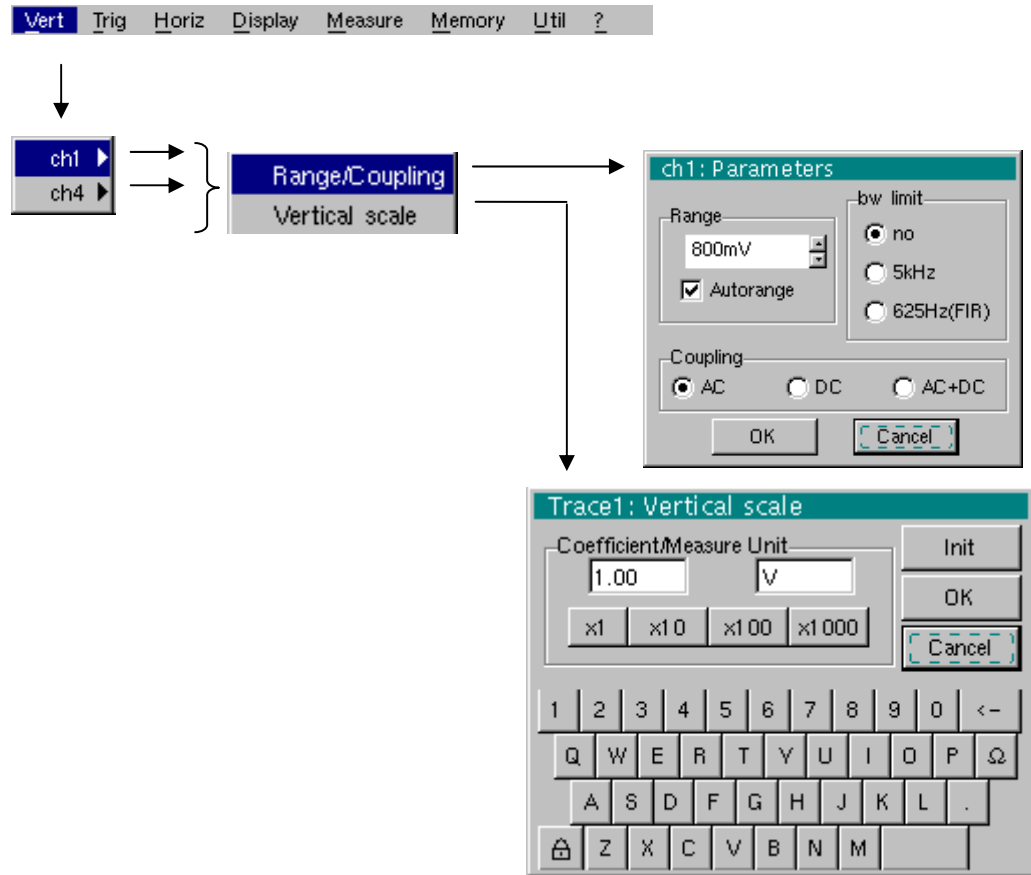 Vert Trig Horiz Display Measure Memory Util ?
ch1
ch4
Range/Coupling
Vertical scale
ch1: Parameters
Range
800mV
Autorange
bw limit
no
5kHz
625Hz(FIR)
Coupling
AC DC AC+DC
OK Cancel
Trace1: Vertical scale
Coefficient/Measure Unit
1.00 V
x1 x10 x100 x1000
Init
OK
Cancel
1 2 3 4 5 6 7 8 9 0 <-
Q W E R T Y U I O P Ω
A S D F G H J K L .
Z X C V B N M